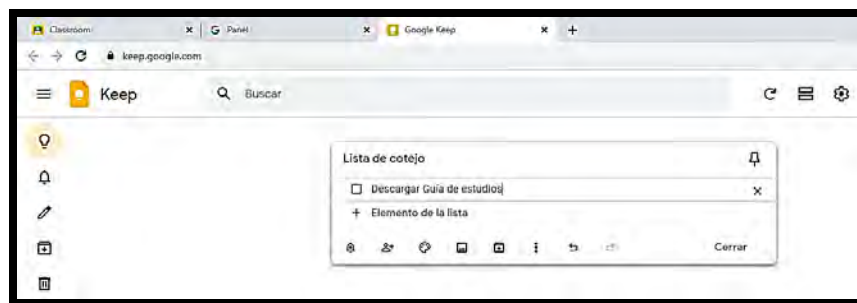 Classroom
Panel
Google Keep
keep.google.com
Keep
Buscar
Lista de cotejo
Descargar Guía de estudios
Elemento de la lista
Cerrar